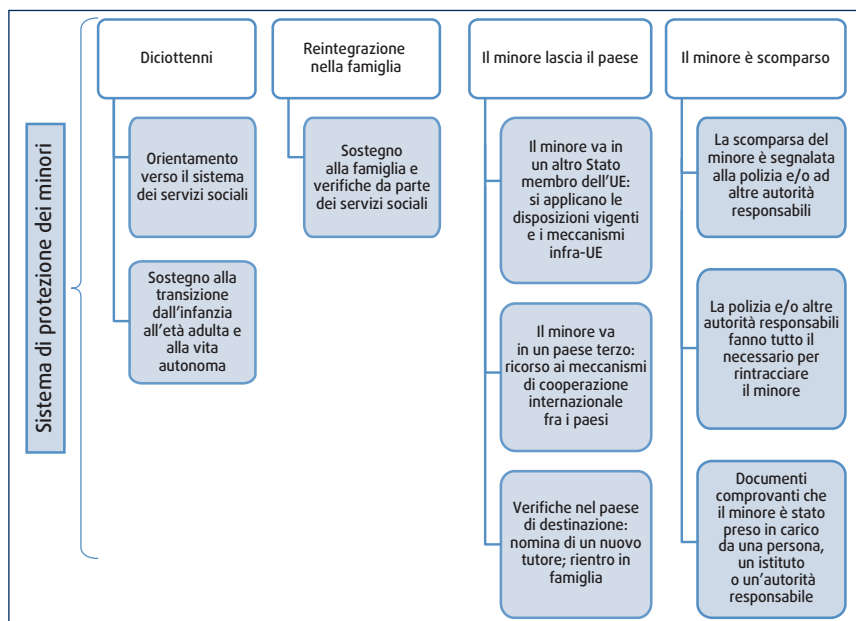 Sistema di protezione dei minori
Diciottenni
Orientamento
verso il sistema
dei servizi sociali
Sostegno alla
transizione
dall'infanzia
all'età adulta e
alla vita
autonoma
Reintegrazione
nella famiglia
Sostegno
alla famiglia e
verifiche da parte
dei servizi sociali
Il minore lascia il paese
Il minore va in
un altro Stato
membro dell'UE:
si applicano le
disposizioni vigenti
e i meccanismi
infra-UE
Il minore va
in un paese terzo:
ricorso ai meccanismi
di cooperazione
internazionale
fra i paesi
Verifiche nel paese
di destinazione:
nomina di un nuovo
tutore; rientro in
famiglia
Il minore è scomparso
La scomparsa del
minore è segnalata
alla polizia e/o ad
altre autorità
responsabili
La polizia e/o altre
autorità responsabili
fanno tutto il
necessario per
rintracciare
il minore
Documenti
comprovanti che
il minore è stato
preso in carico
da una persona,
un istituto
o un'autorità
responsabile